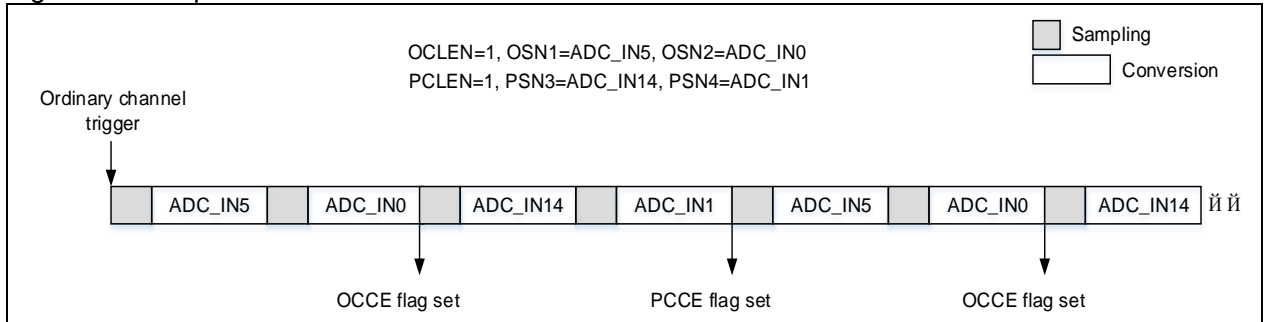 OCLEN=1, OSN1=ADC_IN5, OSN2=ADC_IN0
PCLEN=1, PSN3=ADC_IN14, PSN4=ADC_IN1
Sampling
Conversion
Ordinary channel
trigger
ADC_IN5 ADC_IN0 ADC_IN14 ADC_IN1 ADC_IN5 ADC_IN0 ADC_IN14 Й Й
OCCE flag set PCCE flag set OCCE flag set